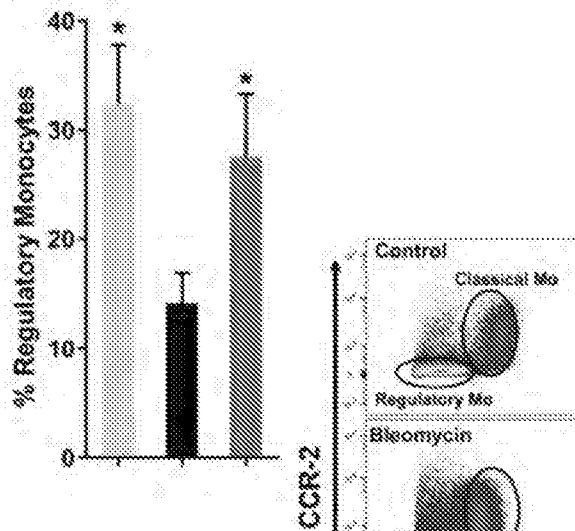 40
30
20
10
0
% Regulatory Monocytes
*
*
Control
Classical Mo
Regulatory Mo
Bleomycin
CCR-2